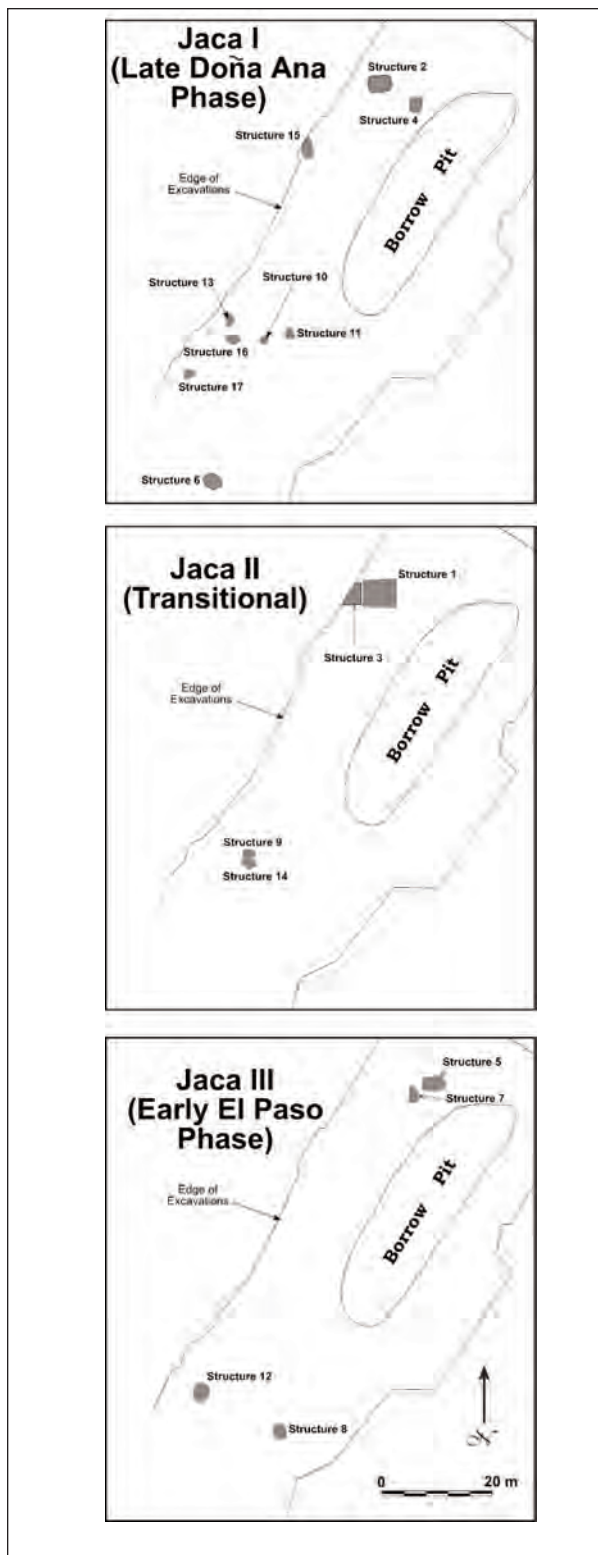 Jaca I
(Late Doña Ana
Phase)
Structure 2
Structure 4
Structure 15
Edge of
Excavations
Borrow Pit
Structure 13
Structure 10
Structure 11
Structure 16
Structure 17
Structure 6
Jaca II
(Transitional)
Structure 1
Structure 3
Edge of
Excavations
Borrow Pit
Structure 9
Structure 14
Jaca III
(Early El Paso
Phase)
Structure 5
Structure 7
Edge of
Excavations
Borrow Pit
Structure 12
Structure 8
0 20 m